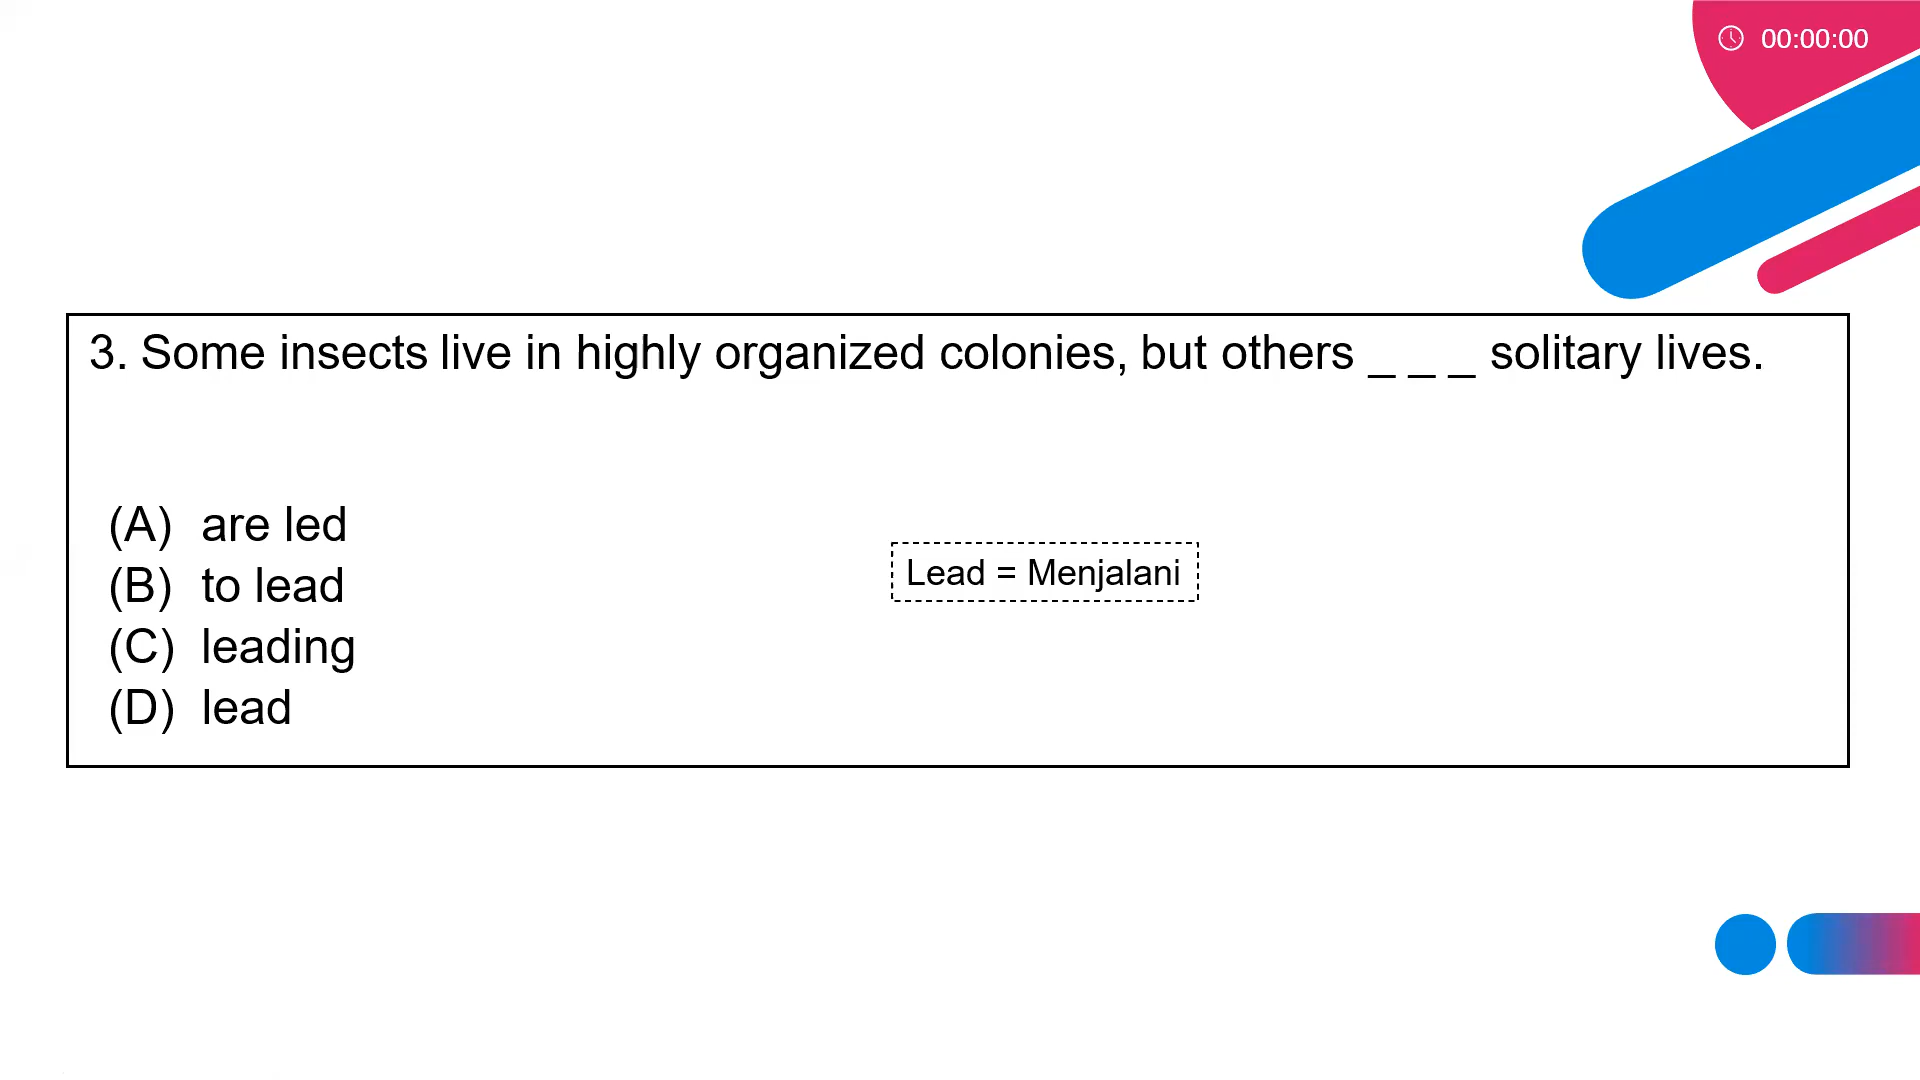 00:00:00
3. Some insects live in highly organized colonies, but others _ _ _ solitary lives.
(A) are led
(B) to lead
(C) leading
(D) lead
Lead = Menjalani